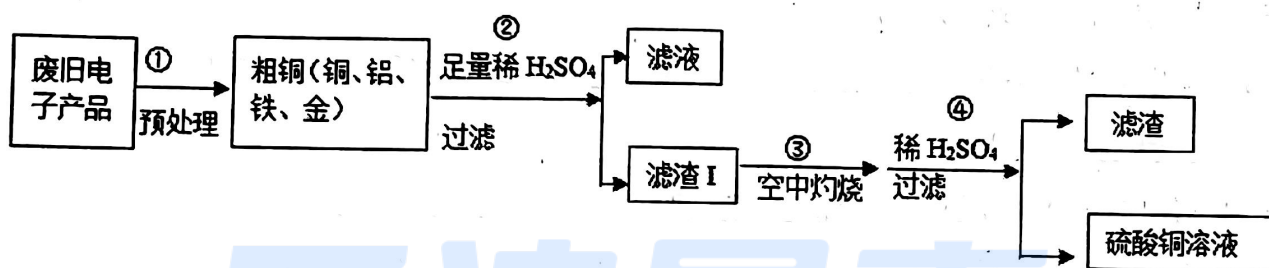 废旧电
子产品
①
预处理
粗铜（铜、铝、
铁、金）
②
足量稀 H₂SO₄
过滤
滤液
滤渣 I
③
空中灼烧
④
稀 H₂SO₄
过滤
滤渣
硫酸铜溶液